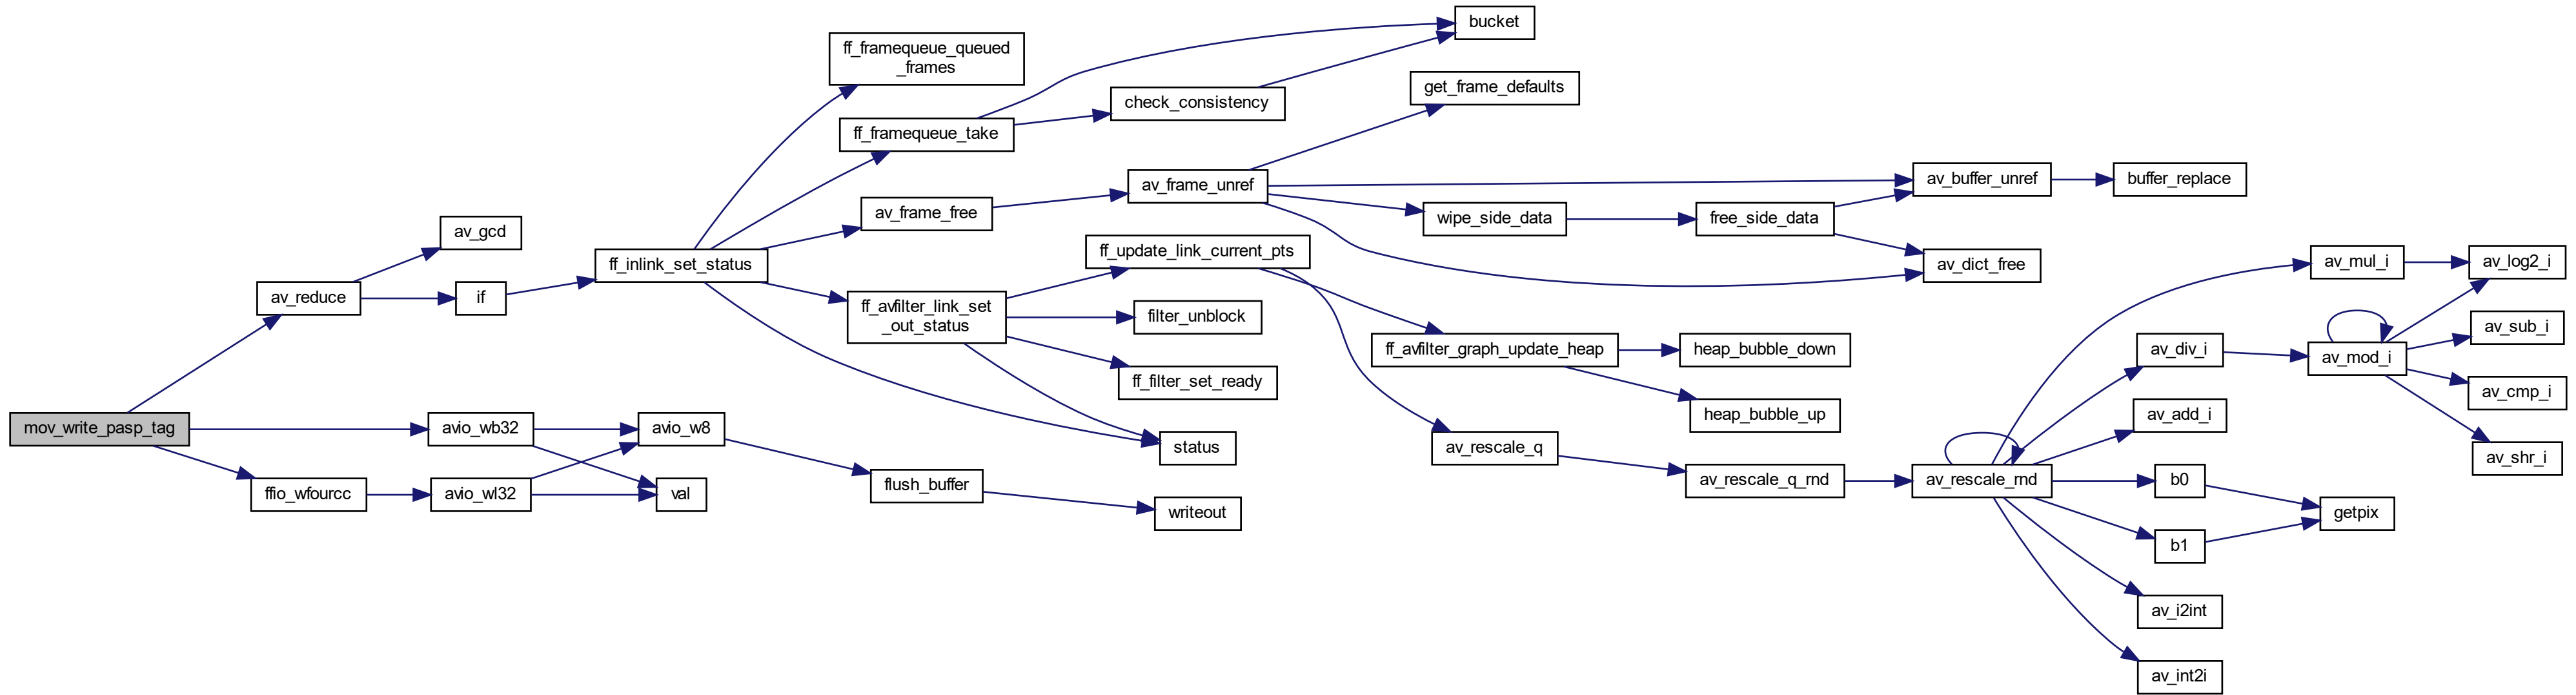 mov_write_pasp_tag
av_reduce
av_gcd
if
ff_inlink_set_status
ff_framequeue_queued
_frames
ff_framequeue_take
bucket
check_consistency
av_frame_free
av_frame_unref
get_frame_defaults
av_buffer_unref
buffer_replace
wipe_side_data
free_side_data
av_dict_free
ff_avfilter_link_set
_out_status
ff_update_link_current_pts
ff_avfilter_graph_update_heap
heap_bubble_down
heap_bubble_up
av_rescale_q
av_rescale_q_rnd
av_rescale_rnd
av_mul_i
av_log2_i
av_div_i
av_mod_i
av_sub_i
av_cmp_i
av_shr_i
av_add_i
b0
getpix
b1
av_i2int
av_int2i
filter_unblock
ff_filter_set_ready
status
avio_wb32
avio_w8
flush_buffer
writeout
val
ffio_wfourcc
avio_wl32